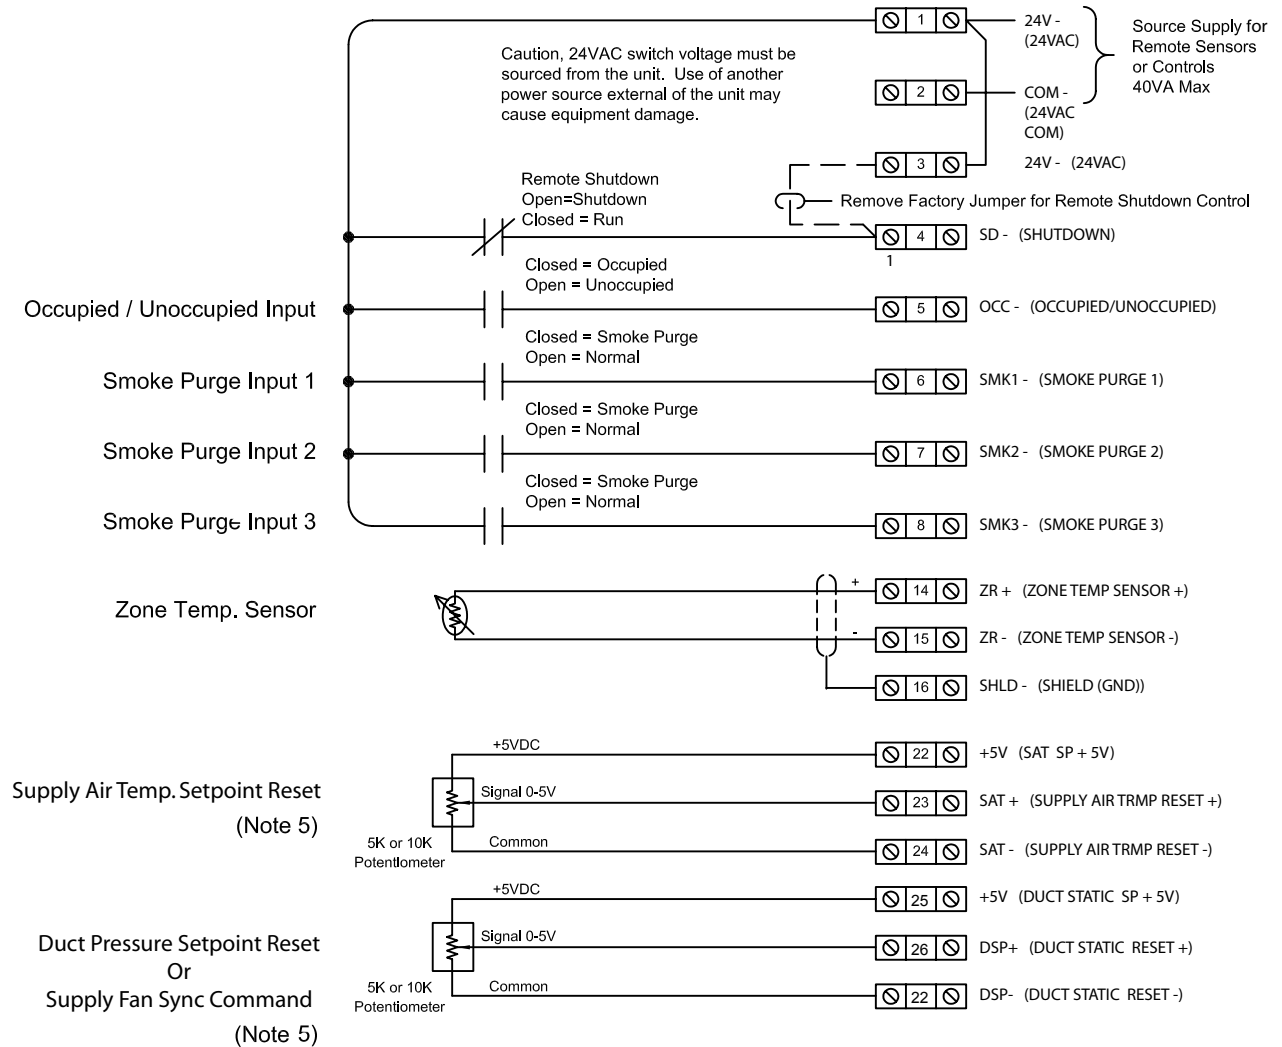 1
24V -
(24VAC)
Source Supply for
Remote Sensors
or Controls
40VA Max
Caution, 24VAC switch voltage must be
sourced from the unit. Use of another
power source external of the unit may
cause equipment damage.
2
COM -
(24VAC
COM)
3
24V - (24VAC)
Remote Shutdown
Open=Shutdown
Closed = Run
Remove Factory Jumper for Remote Shutdown Control
4
SD - (SHUTDOWN)
1
Closed = Occupied
Open = Unoccupied
Occupied / Unoccupied Input
5
OCC - (OCCUPIED/UNOCCUPIED)
Closed = Smoke Purge
Open = Normal
Smoke Purge Input 1
6
SMK1 - (SMOKE PURGE 1)
Closed = Smoke Purge
Open = Normal
Smoke Purge Input 2
7
SMK2 - (SMOKE PURGE 2)
Closed = Smoke Purge
Open = Normal
Smoke Purge Input 3
8
SMK3 - (SMOKE PURGE 3)
Zone Temp. Sensor
+
14
ZR + (ZONE TEMP SENSOR +)
-
15
ZR - (ZONE TEMP SENSOR -)
16
SHLD - (SHIELD (GND))
+5VDC
22
+5V (SAT SP + 5V)
Supply Air Temp. Setpoint Reset
(Note 5)
Signal 0-5V
23
SAT + (SUPPLY AIR TRMP RESET +)
5K or 10K
Potentiometer
Common
24
SAT - (SUPPLY AIR TRMP RESET -)
+5VDC
25
+5V (DUCT STATIC SP + 5V)
Duct Pressure Setpoint Reset
Or
Supply Fan Sync Command
(Note 5)
Signal 0-5V
26
DSP+ (DUCT STATIC RESET +)
5K or 10K
Potentiometer
Common
22
DSP- (DUCT STATIC RESET -)